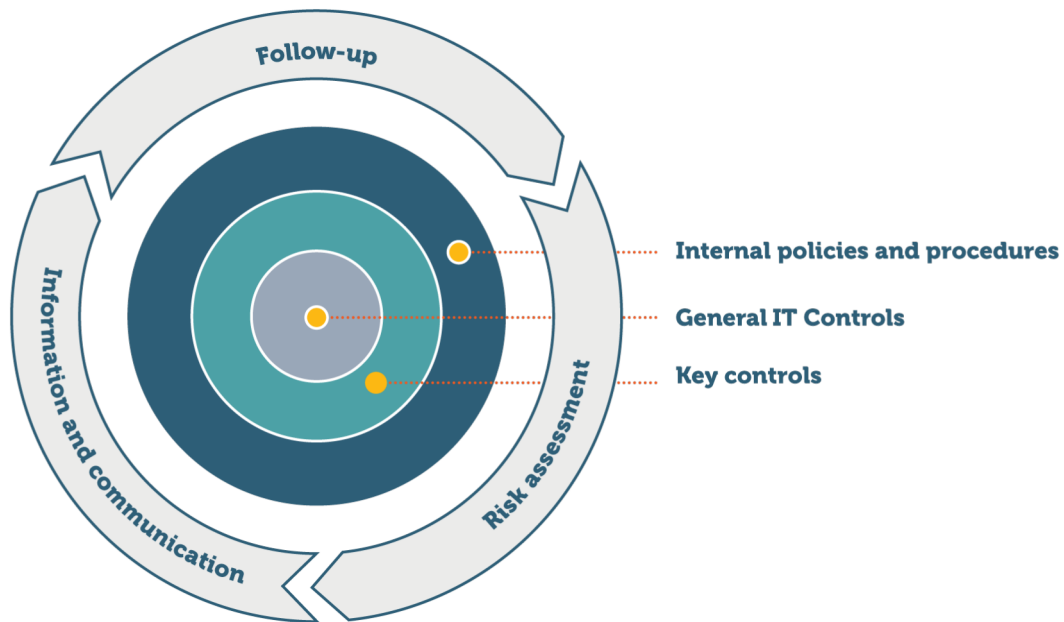 Follow-up
Internal policies and procedures
General IT Controls
Key controls
Risk assessment
Information and communication